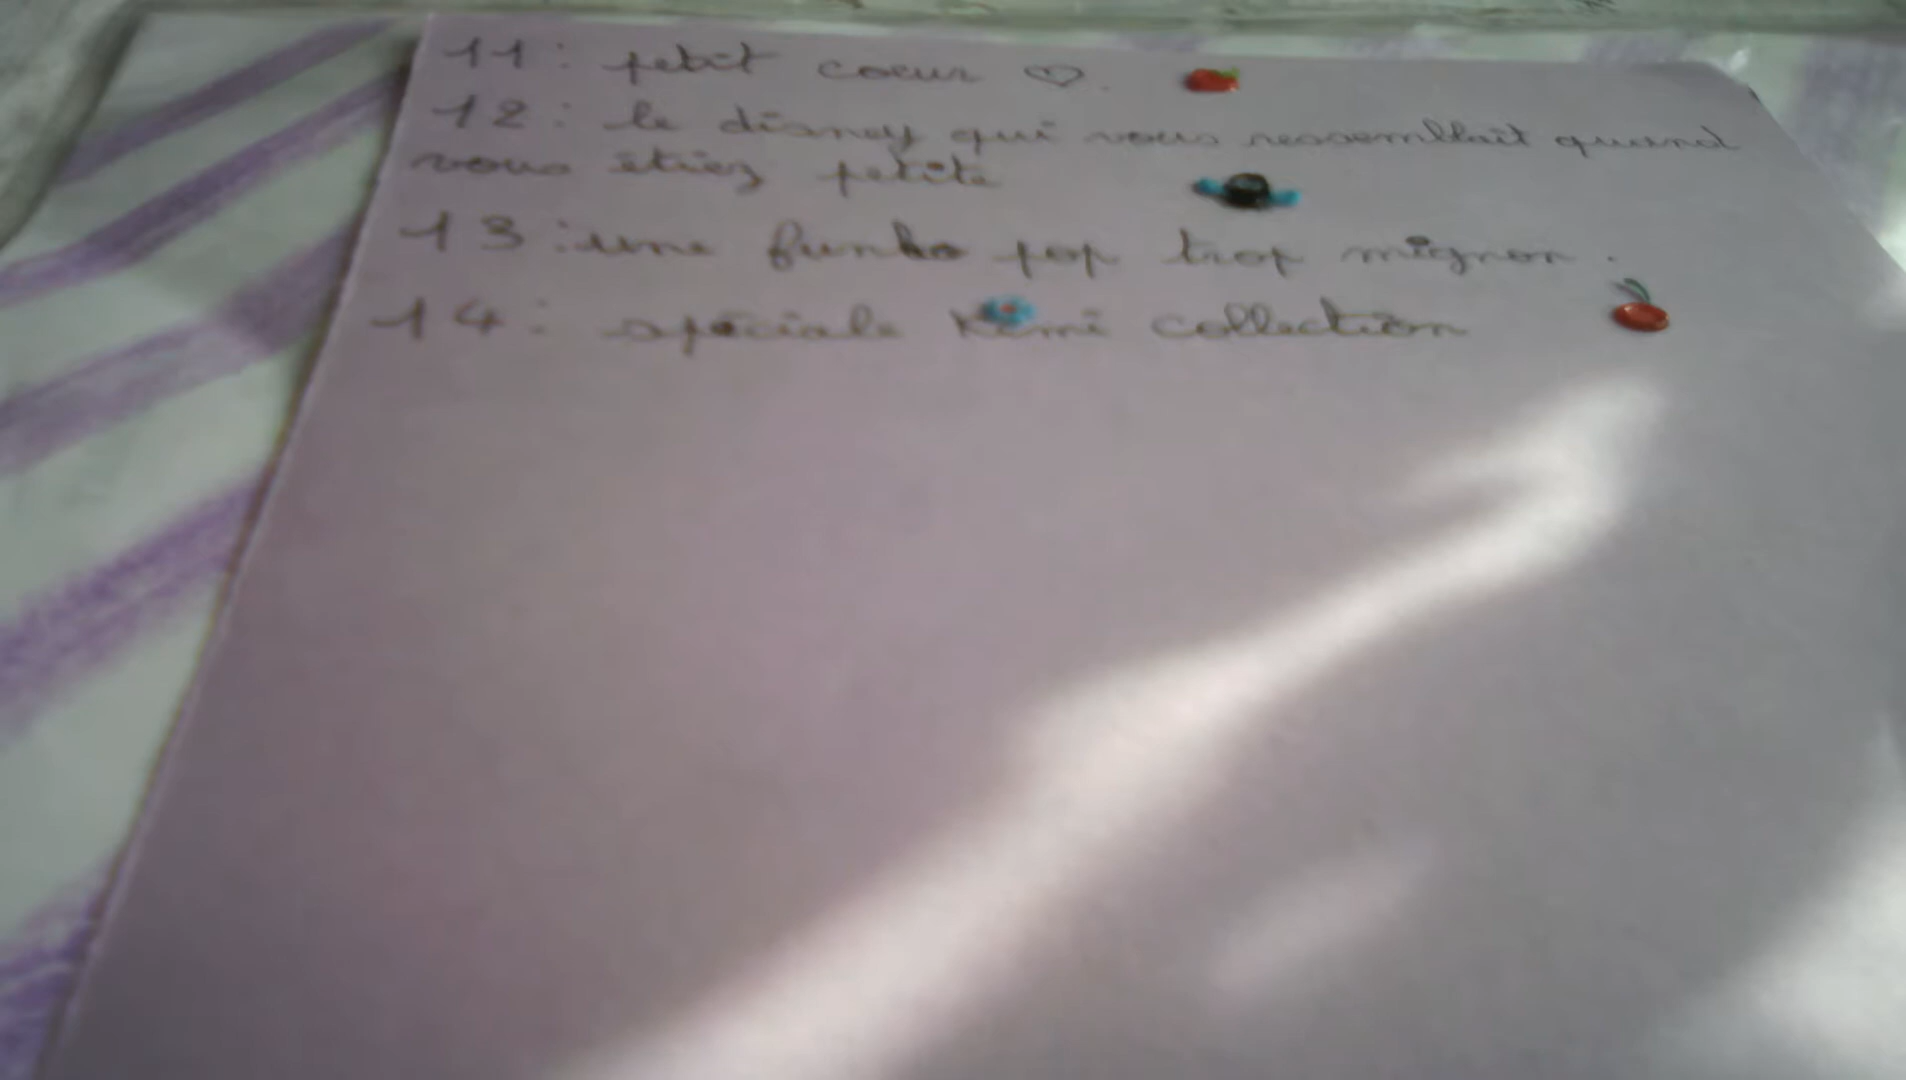 11 : petit coeur ♡.
12 : le disney qui vous ressemblait quand
vous étiez petite
13 : une funko pop trop mignon.
14 : spéciale Kemi collection